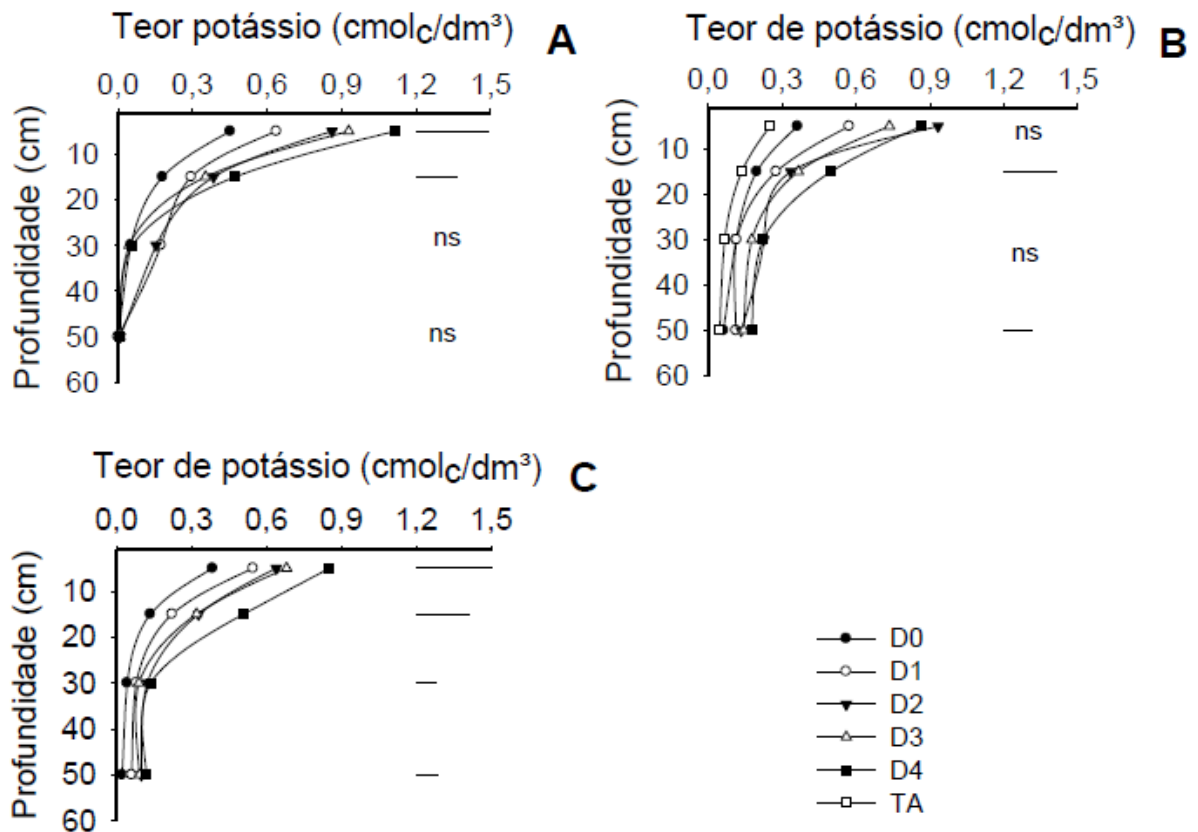 Teor potássio (cmolc/dm³) A
0,0 0,3 0,6 0,9 1,2 1,5
Profundidade (cm)
10
20
30
40
50
60
ns
ns
Teor de potássio (cmolc/dm³) B
0,0 0,3 0,6 0,9 1,2 1,5
Profundidade (cm)
10
20
30
40
50
60
ns
ns
Teor de potássio (cmolc/dm³) C
0,0 0,3 0,6 0,9 1,2 1,5
Profundidade (cm)
10
20
30
40
50
60
D0
D1
D2
D3
D4
TA